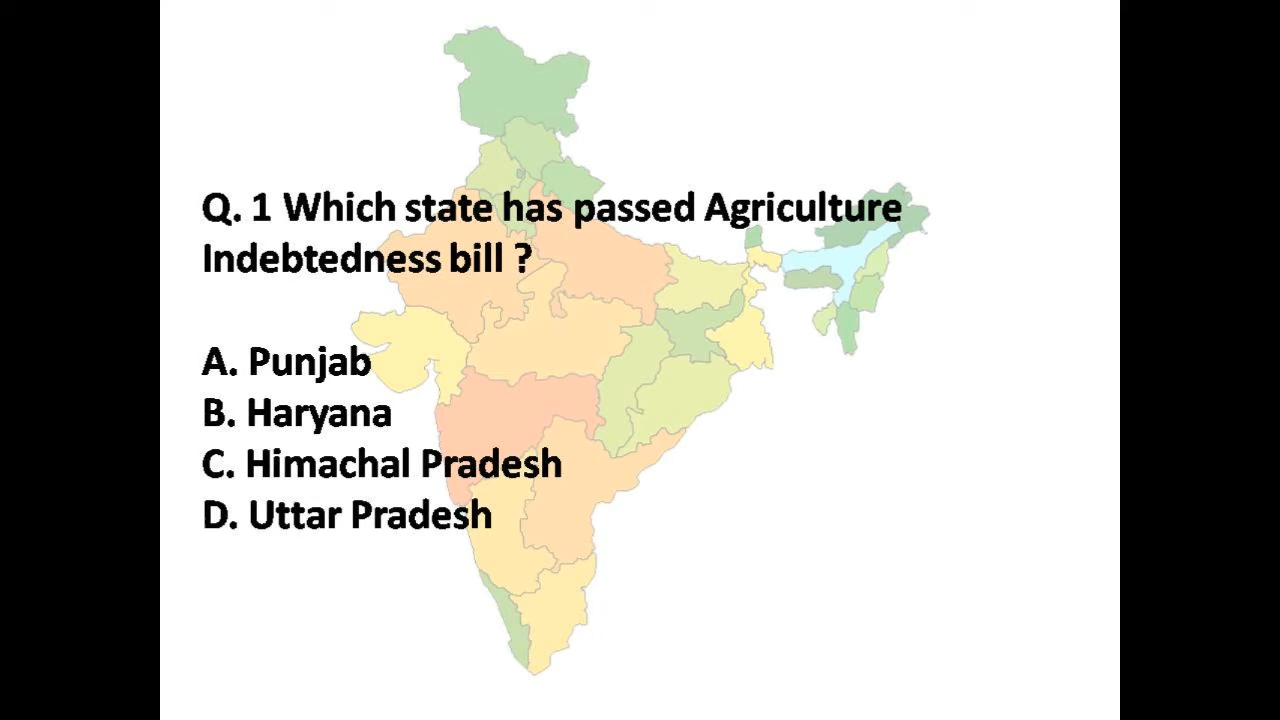 Q. 1 Which state has passed Agriculture
Indebtedness bill ?
A. Punjab
B. Haryana
C. Himachal Pradesh
D. Uttar Pradesh